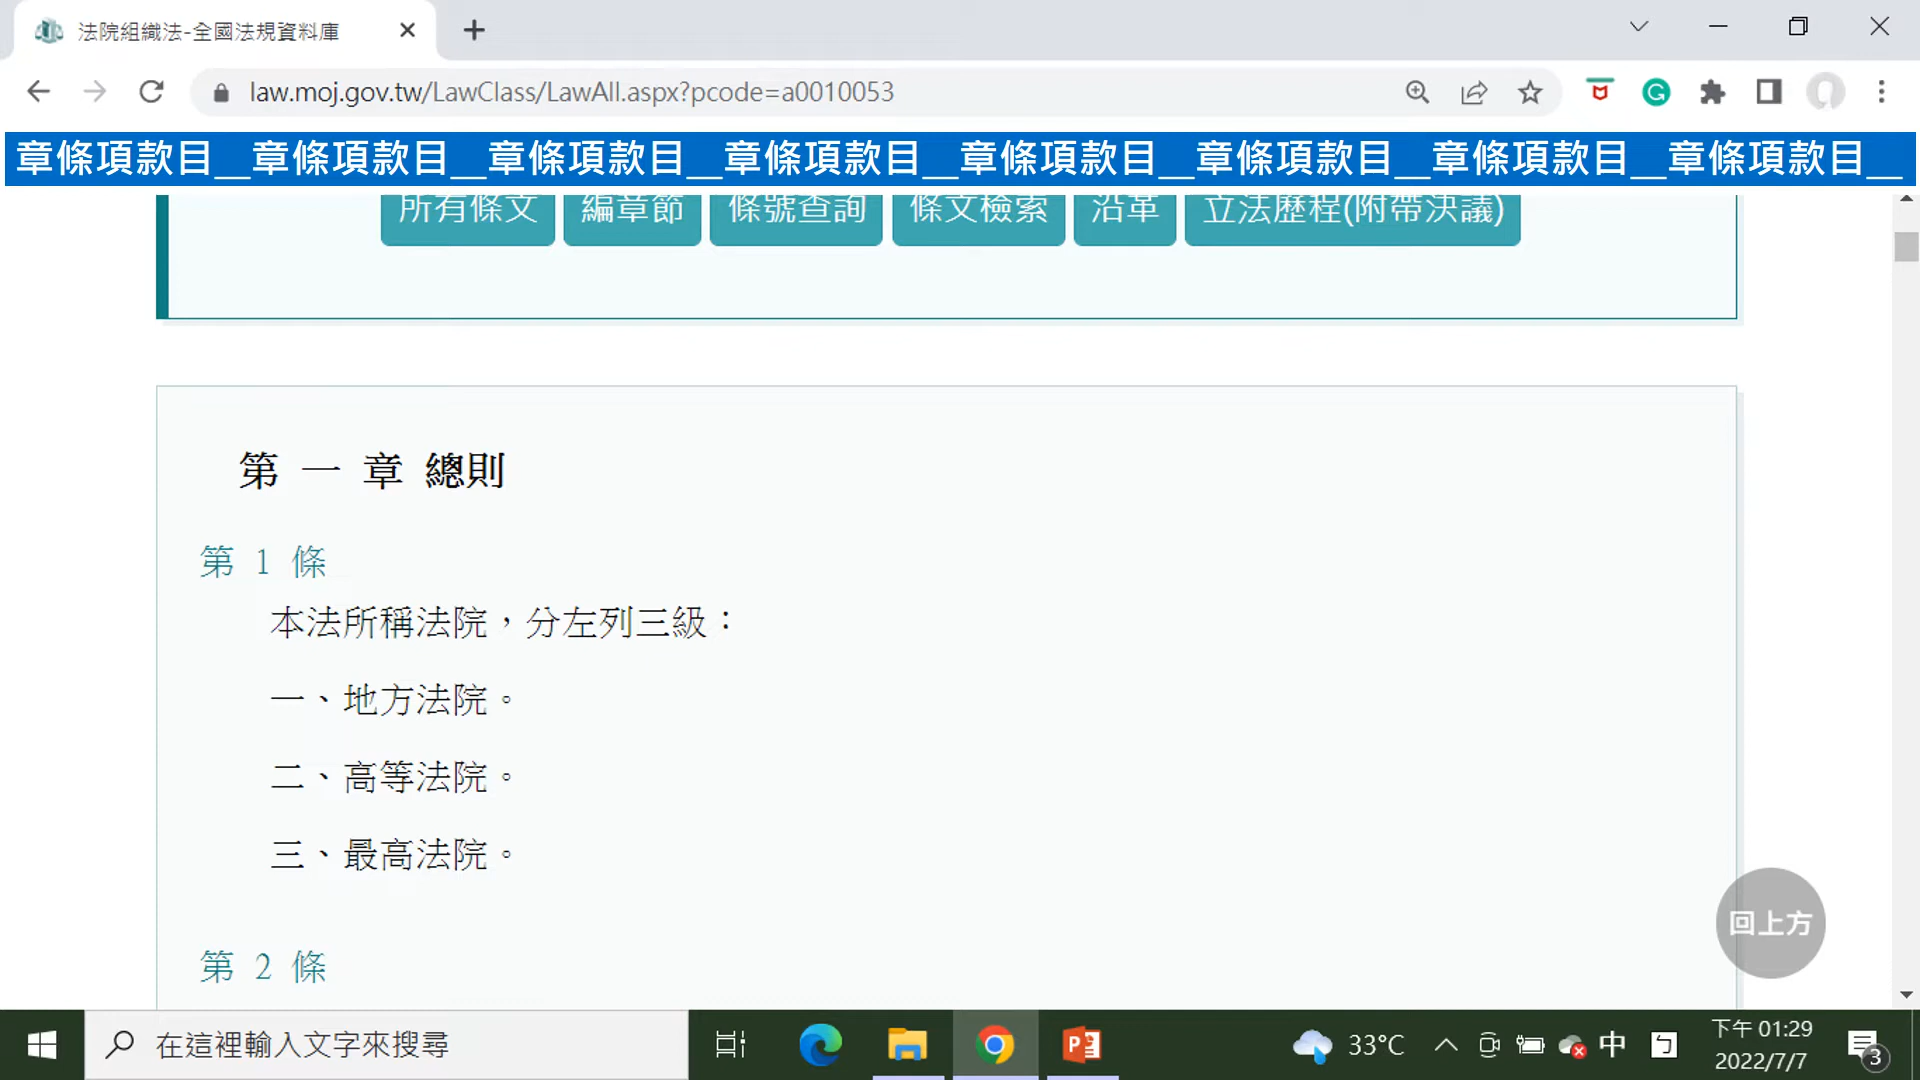 法院組織法-全國法規資料庫
law.moj.gov.tw/LawClass/LawAll.aspx?pcode=a0010053
章條項款目__章條項款目__章條項款目__章條項款目__章條項款目__章條項款目__章條項款目__章條項款目__
所有條文 編章節 條號查詢 條文檢索 沿革 立法歷程(附帶決議)
第 一 章 總則
第 1 條
本法所稱法院，分左列三級：
一、地方法院。
二、高等法院。
三、最高法院。
回上方
第 2 條
在這裡輸入文字來搜尋
33°C
中
ㄅ
下午 01:29
2022/7/7
3